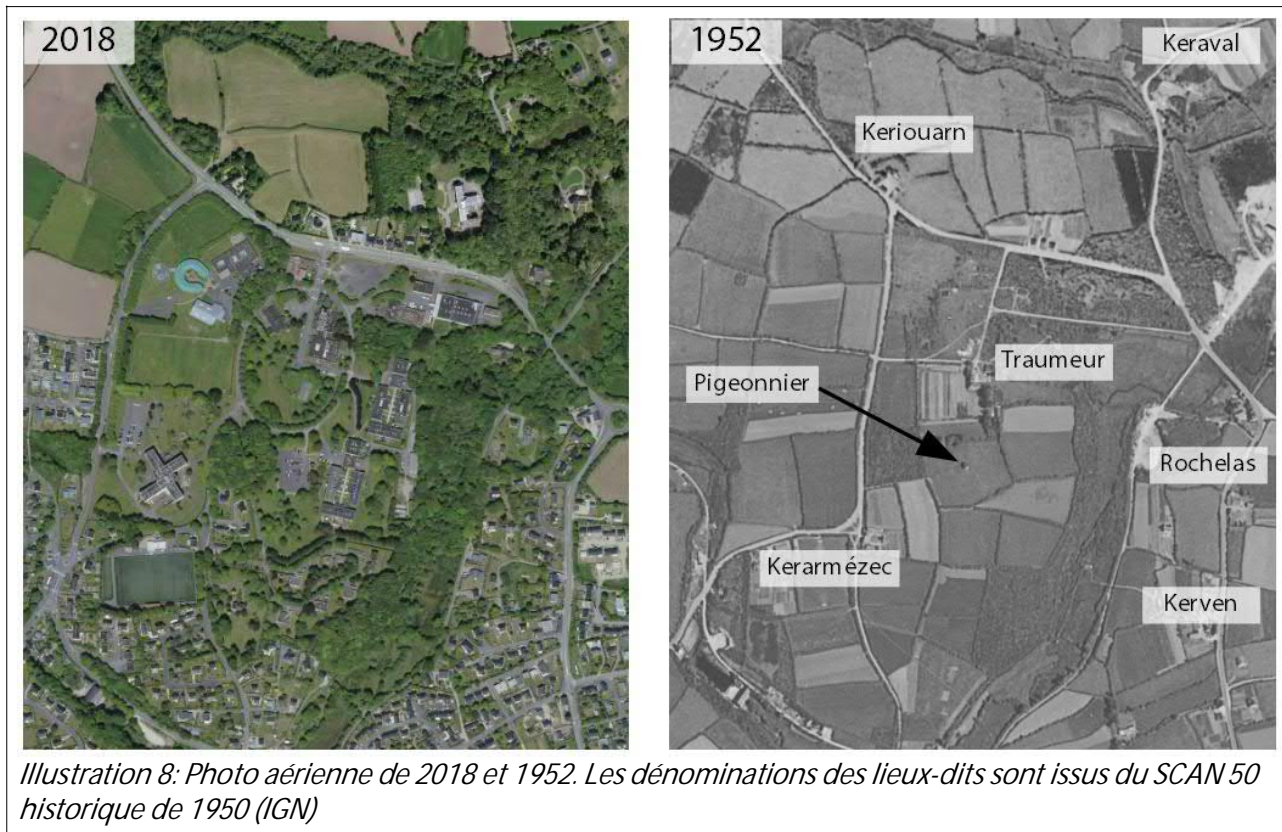 2018
1952
Keraval
Keriouarn
Traumeur
Pigeonnier
Rochelas
Kerarmézec
Kerven
Illustration 8: Photo aérienne de 2018 et 1952. Les dénominations des lieux-dits sont issus du SCAN 50
historique de 1950 (IGN)